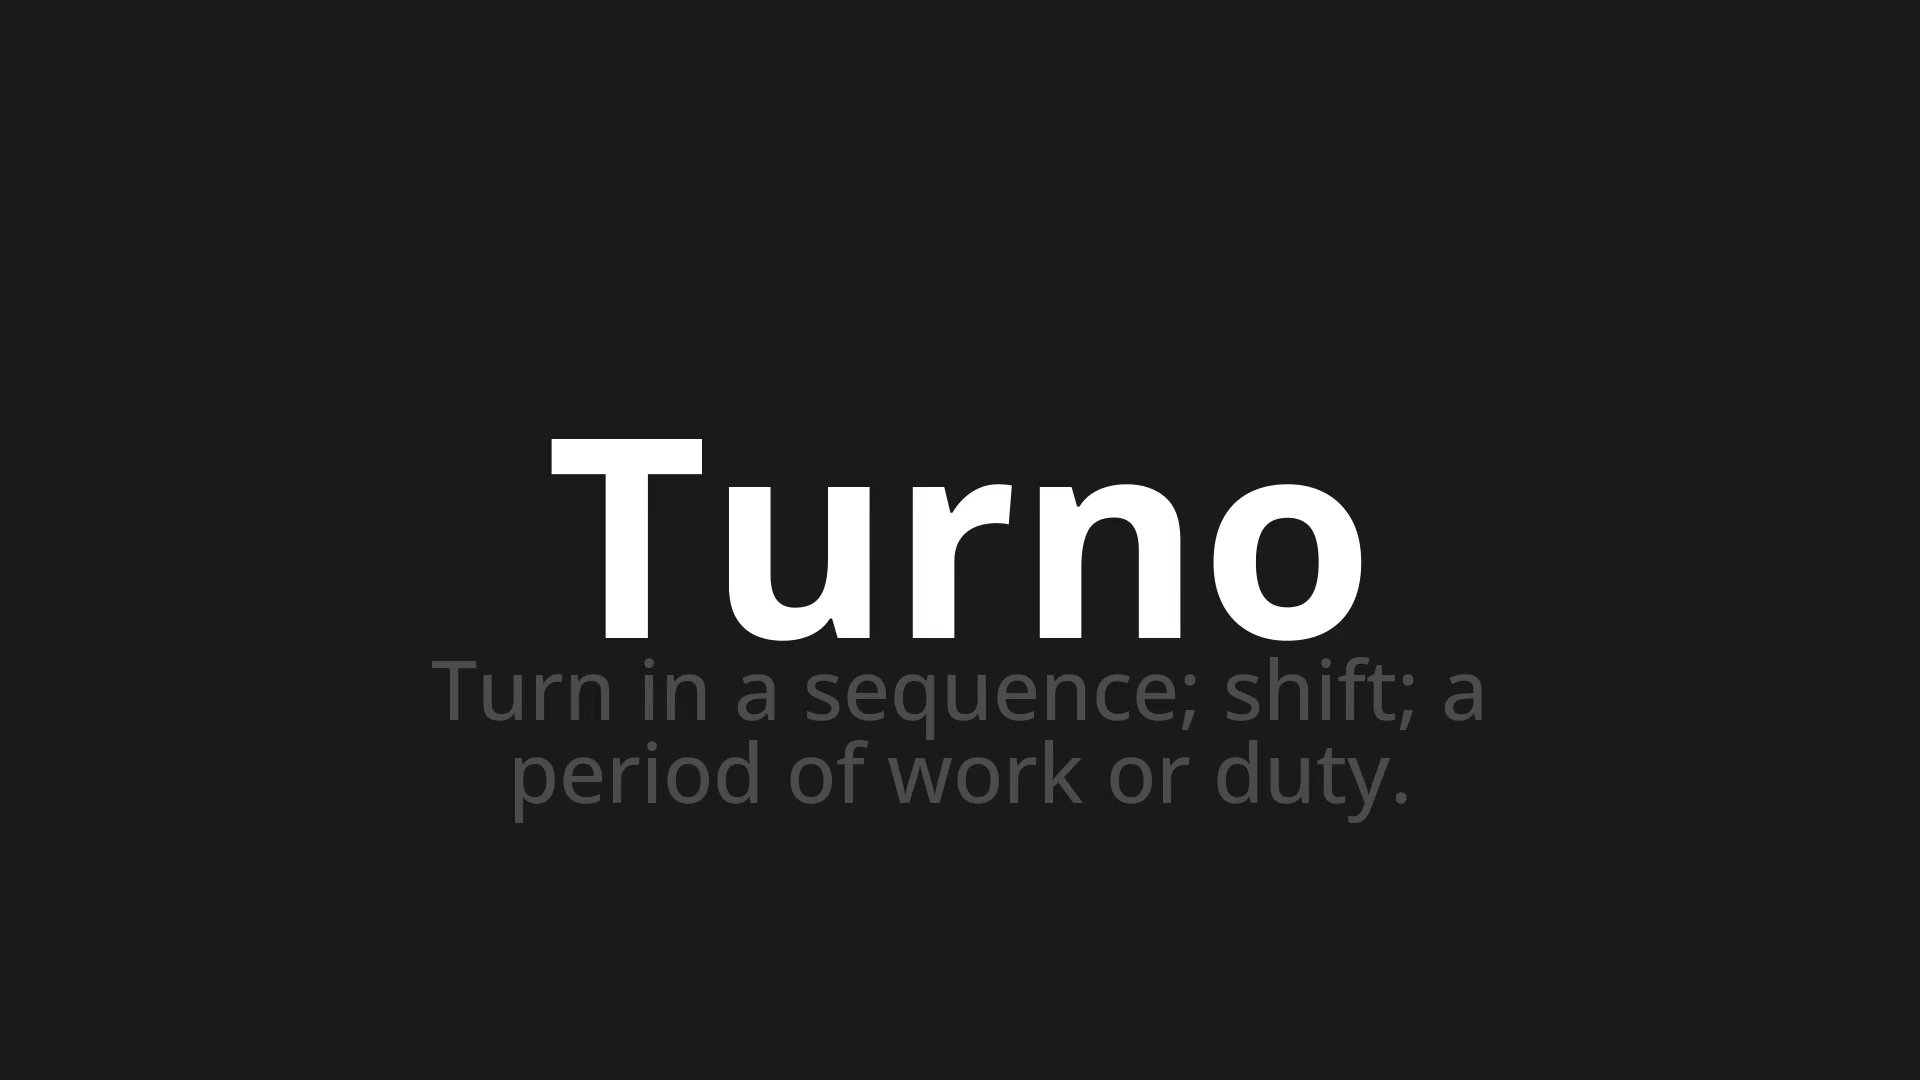 Turno
Turn in a sequence; shift; a
period of work or duty.